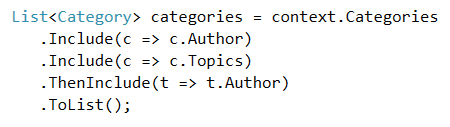 List<Category> categories = context.Categories
.Include(c => c.Author)
.Include(c => c.Topics)
.ThenInclude(t => t.Author)
.ToList();